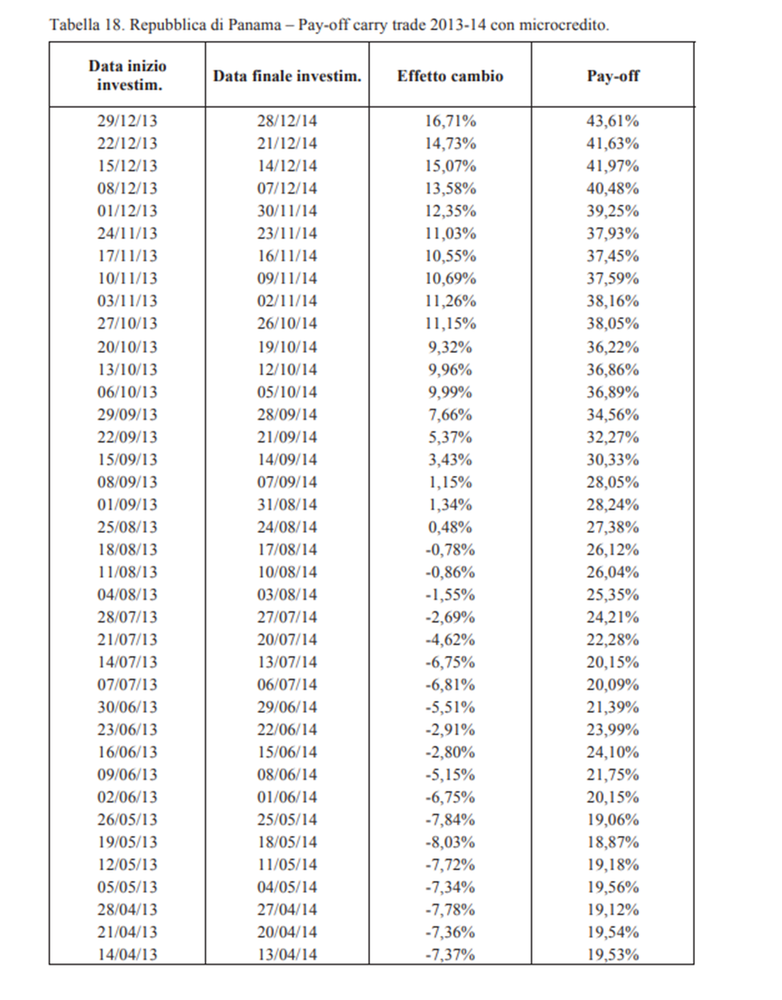 Tabella 18. Repubblica di Panama – Pay-off carry trade 2013-14 con microcredito.
Data inizio investim. Data finale investim. Effetto cambio Pay-off
29/12/13 28/12/14 16,71% 43,61%
22/12/13 21/12/14 14,73% 41,63%
15/12/13 14/12/14 15,07% 41,97%
08/12/13 07/12/14 13,58% 40,48%
01/12/13 30/11/14 12,35% 39,25%
24/11/13 23/11/14 11,03% 37,93%
17/11/13 16/11/14 10,55% 37,45%
10/11/13 09/11/14 10,69% 37,59%
03/11/13 02/11/14 11,26% 38,16%
27/10/13 26/10/14 11,15% 38,05%
20/10/13 19/10/14 9,32% 36,22%
13/10/13 12/10/14 9,96% 36,86%
06/10/13 05/10/14 9,99% 36,89%
29/09/13 28/09/14 7,66% 34,56%
22/09/13 21/09/14 5,37% 32,27%
15/09/13 14/09/14 3,43% 30,33%
08/09/13 07/09/14 1,15% 28,05%
01/09/13 31/08/14 1,34% 28,24%
25/08/13 24/08/14 0,48% 27,38%
18/08/13 17/08/14 -0,78% 26,12%
11/08/13 10/08/14 -0,86% 26,04%
04/08/13 03/08/14 -1,55% 25,35%
28/07/13 27/07/14 -2,69% 24,21%
21/07/13 20/07/14 -4,62% 22,28%
14/07/13 13/07/14 -6,75% 20,15%
07/07/13 06/07/14 -6,81% 20,09%
30/06/13 29/06/14 -5,51% 21,39%
23/06/13 22/06/14 -2,91% 23,99%
16/06/13 15/06/14 -2,80% 24,10%
09/06/13 08/06/14 -5,15% 21,75%
02/06/13 01/06/14 -6,75% 20,15%
26/05/13 25/05/14 -7,84% 19,06%
19/05/13 18/05/14 -8,03% 18,87%
12/05/13 11/05/14 -7,72% 19,18%
05/05/13 04/05/14 -7,34% 19,56%
28/04/13 27/04/14 -7,78% 19,12%
21/04/13 20/04/14 -7,36% 19,54%
14/04/13 13/04/14 -7,37% 19,53%